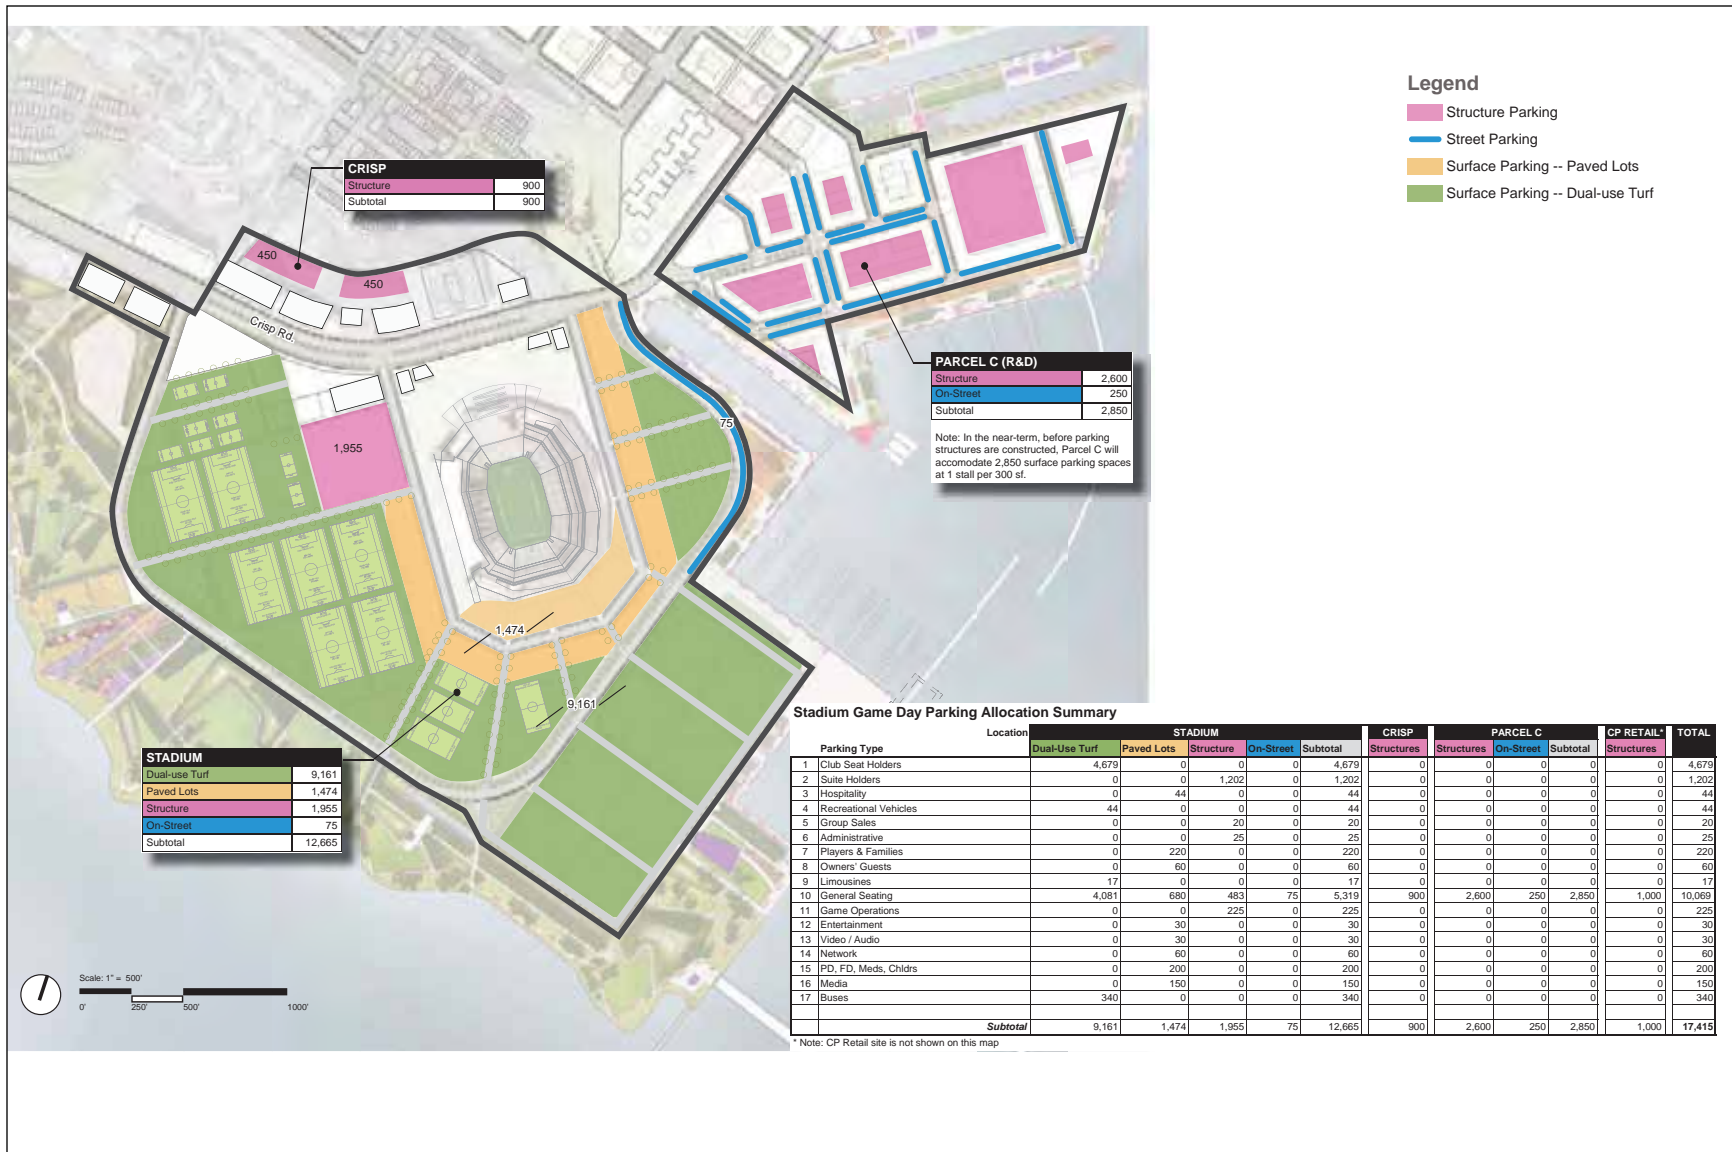 Legend
Structure Parking
Street Parking
Surface Parking -- Paved Lots
Surface Parking -- Dual-use Turf
CRISP
Structure 900
Subtotal 900
450
450
Crisp Rd.
1,955
75
1,474
9,161
PARCEL C (R&D)
Structure 2,600
On-Street 250
Subtotal 2,850
Note: In the near-term, before parking
structures are constructed, Parcel C will
accomodate 2,850 surface parking spaces
at 1 stall per 300 sf.
STADIUM
Dual-use Turf 9,161
Paved Lots 1,474
Structure 1,955
On-Street 75
Subtotal 12,665
Scale: 1" = 500'
0' 250' 500' 1000'
Stadium Game Day Parking Allocation Summary
Location STADIUM CRISP PARCEL C CP RETAIL* TOTAL
Parking Type Dual-Use Turf Paved Lots Structure On-Street Subtotal Structures Structures On-Street Subtotal Structures
1 Club Seat Holders 4,679 0 0 0 4,679 0 0 0 0 0 4,679
2 Suite Holders 0 0 1,202 0 1,202 0 0 0 0 0 1,202
3 Hospitality 0 44 0 0 44 0 0 0 0 0 44
4 Recreational Vehicles 44 0 0 0 44 0 0 0 0 0 44
5 Group Sales 0 0 20 0 20 0 0 0 0 0 20
6 Administrative 0 0 25 0 25 0 0 0 0 0 25
7 Players & Families 0 220 0 0 220 0 0 0 0 0 220
8 Owners' Guests 0 60 0 0 60 0 0 0 0 0 60
9 Limousines 17 0 0 0 17 0 0 0 0 0 17
10 General Seating 4,081 680 483 75 5,319 900 2,600 250 2,850 1,000 10,069
11 Game Operations 0 0 225 0 225 0 0 0 0 0 225
12 Entertainment 0 30 0 0 30 0 0 0 0 0 30
13 Video / Audio 0 30 0 0 30 0 0 0 0 0 30
14 Network 0 60 0 0 60 0 0 0 0 0 60
15 PD, FD, Meds, Chldrs 0 200 0 0 200 0 0 0 0 0 200
16 Media 0 150 0 0 150 0 0 0 0 0 150
17 Buses 340 0 0 0 340 0 0 0 0 0 340
Subtotal 9,161 1,474 1,955 75 12,665 900 2,600 250 2,850 1,000 17,415
* Note: CP Retail site is not shown on this map